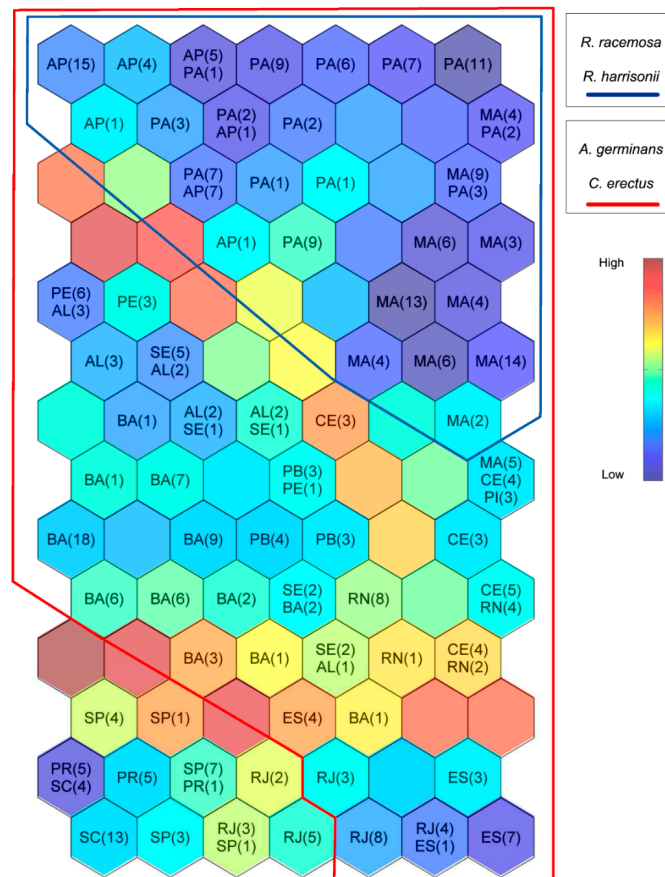 AP(15) AP(4) AP(5) PA(9) PA(6) PA(7) PA(11)
PA(1)
AP(1) PA(3) PA(2) PA(2) MA(4)
AP(1) PA(2)
PA(7) PA(1) PA(1) MA(9)
AP(7) PA(3)
AP(1) PA(9) MA(6) MA(3)
PE(6) PE(3) MA(13) MA(4)
AL(3)
AL(3) SE(5) MA(4) MA(6) MA(14)
AL(2)
BA(1) AL(2) AL(2) CE(3) MA(2)
SE(1) SE(1)
BA(1) BA(7) PB(3) MA(5)
PE(1) CE(4)
PI(3)
BA(18) BA(9) PB(4) PB(3) CE(3)
BA(6) BA(6) BA(2) SE(2) RN(8) CE(5)
BA(2) RN(4)
BA(3) BA(1) SE(2) RN(1) CE(4)
AL(1) RN(2)
SP(4) SP(1) ES(4) BA(1)
PR(5) PR(5) SP(7) RJ(2) RJ(3) ES(3)
SC(4) PR(1)
SC(13) SP(3) RJ(3) RJ(5) RJ(8) RJ(4) ES(7)
SP(1) ES(1)
R. racemosa
R. harrisonii
A. germinans
C. erectus
High
Low